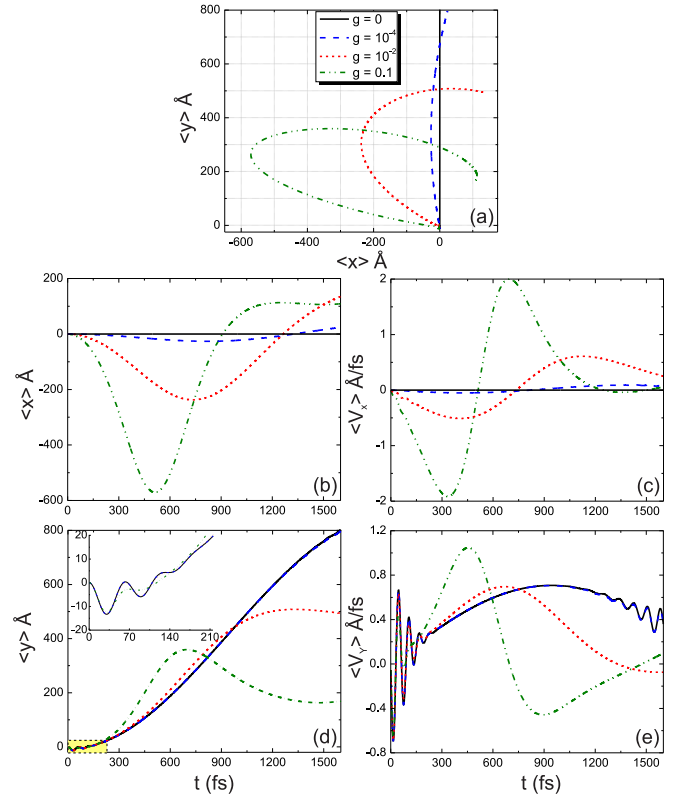 800
600
400
200
0
<y> Å
g = 0
g = 10⁻⁴
g = 10⁻²
g = 0.1
(a)
-600 -400 -200 0
<x> Å
200
0
-200
-400
-600
<x> Å
0 300 600 900 1200 1500
(b)
2
1
0
-1
-2
<Vₓ> Å/fs
0 300 600 900 1200 1500
(c)
800
600
400
200
0
<y> Å
20
10
0
-10
-20
0 70 140 210
(d)
0 300 600 900 1200 1500
t (fs)
1.2
0.6
0.0
-0.4
-0.8
<V_Y> Å/fs
(e)
0 300 600 900 1200 1500
t (fs)